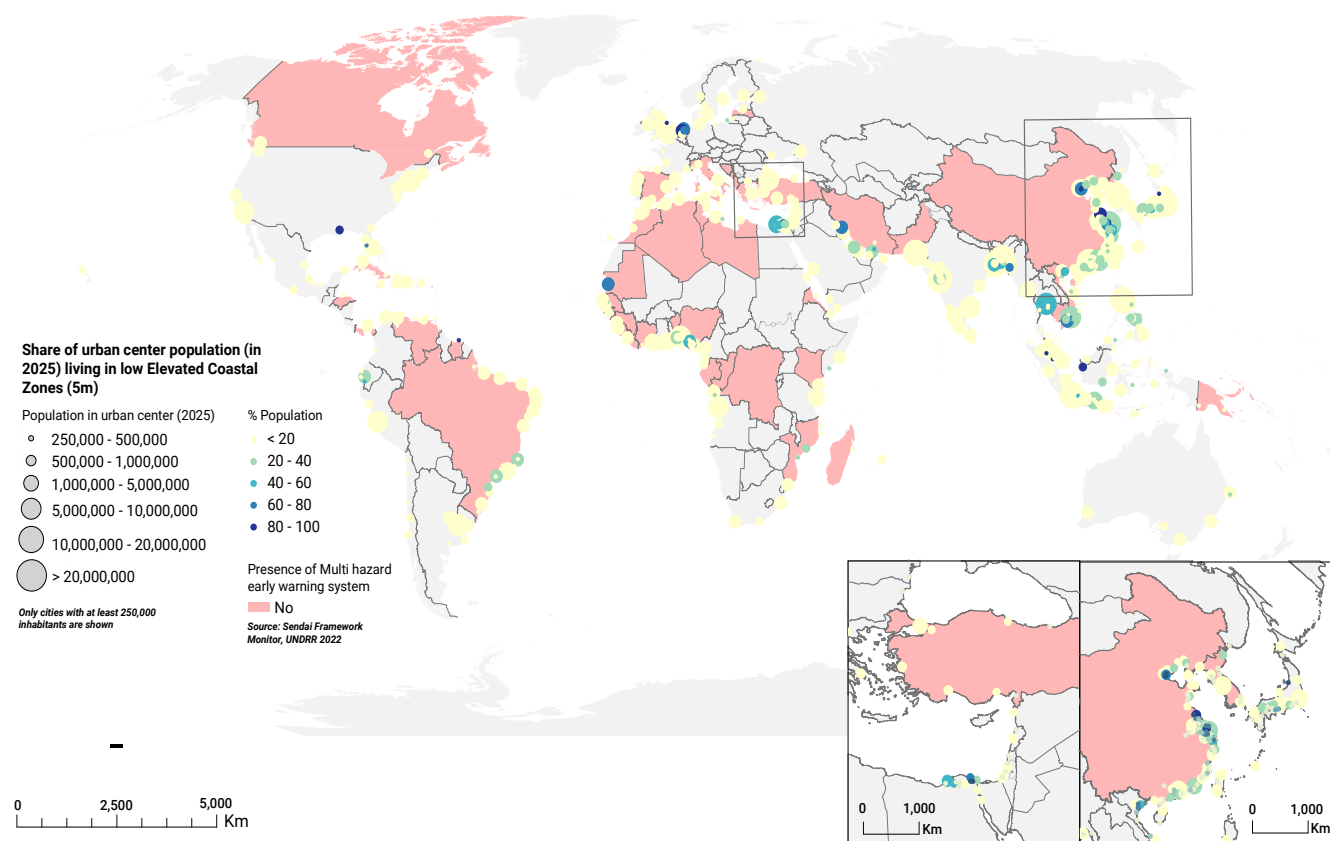 Share of urban center population (in
2025) living in low Elevated Coastal
Zones (5m)
Population in urban center (2025)
250,000 - 500,000
500,000 - 1,000,000
1,000,000 - 5,000,000
5,000,000 - 10,000,000
10,000,000 - 20,000,000
> 20,000,000
Only cities with at least 250,000
inhabitants are shown
% Population
< 20
20 - 40
40 - 60
60 - 80
80 - 100
Presence of Multi hazard
early warning system
No
Source: Sendai Framework
Monitor, UNDRR 2022
0 2,500 5,000
Km
0 1,000
Km
0 1,000
Km